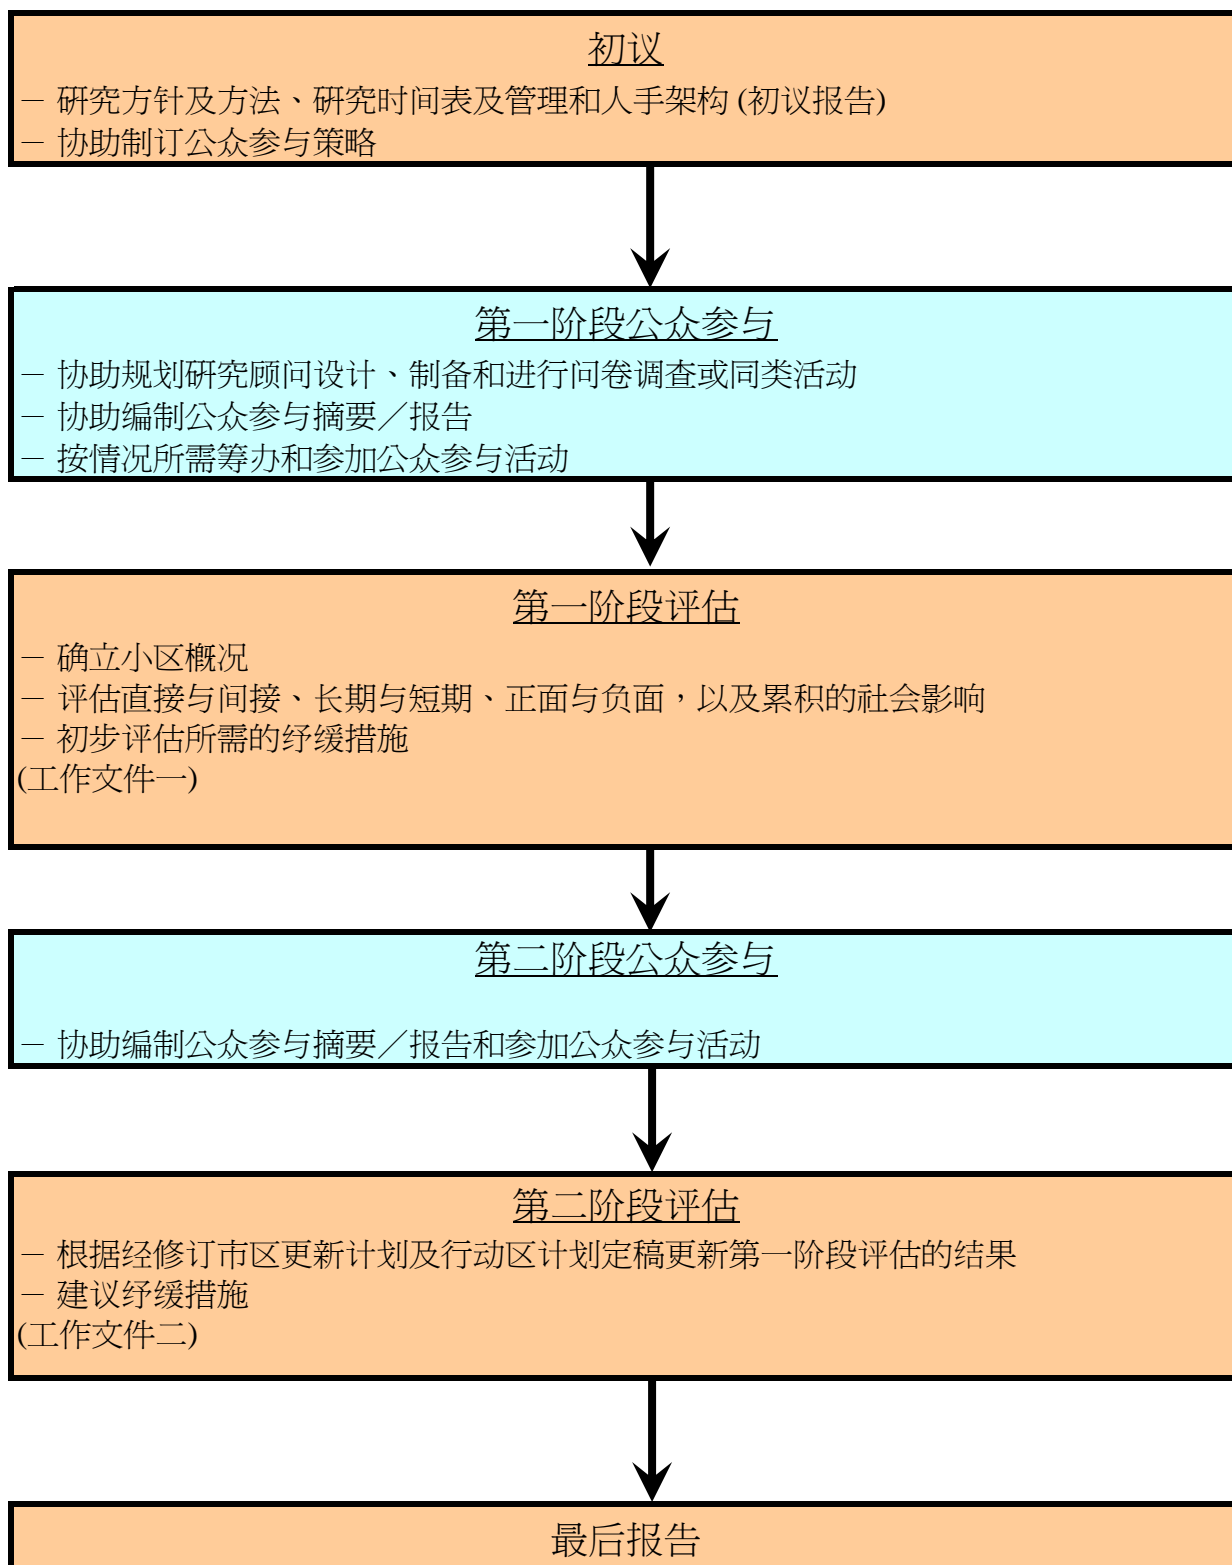 初议
－ 研究方针及方法、研究时间表及管理和人手架构 (初议报告)
－ 协助制订公众参与策略
第一阶段公众参与
－ 协助规划研究顾问设计、制备和进行问卷调查或同类活动
－ 协助编制公众参与摘要／报告
－ 按情况所需筹办和参加公众参与活动
第一阶段评估
－ 确立小区概况
－ 评估直接与间接、长期与短期、正面与负面，以及累积的社会影响
－ 初步评估所需的纾缓措施
(工作文件一)
第二阶段公众参与
－ 协助编制公众参与摘要／报告和参加公众参与活动
第二阶段评估
－ 根据经修订市区更新计划及行动区计划定稿更新第一阶段评估的结果
－ 建议纾缓措施
(工作文件二)
最后报告